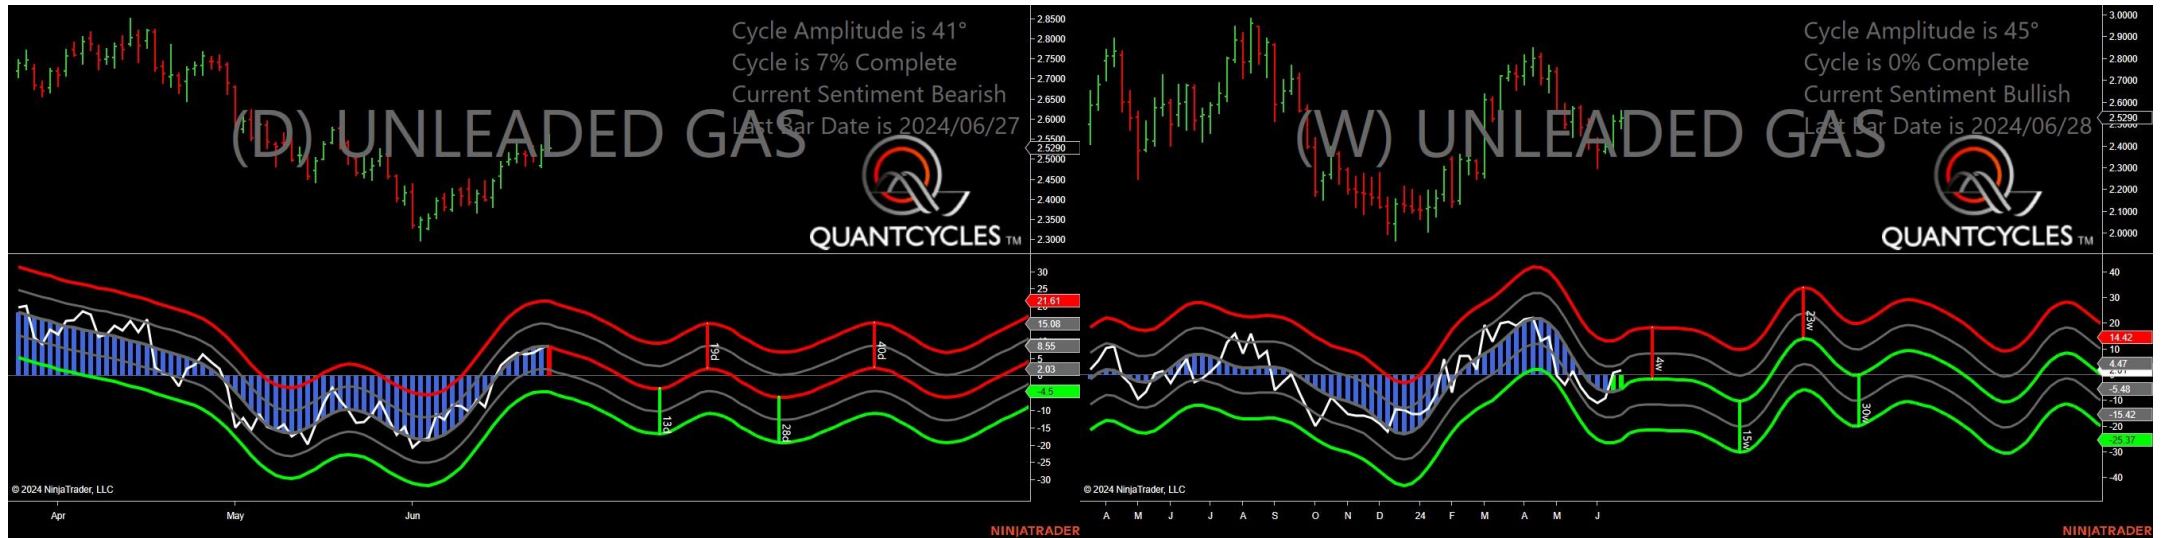 Cycle Amplitude is 41°
Cycle is 7% Complete
Current Sentiment Bearish
Last Bar Date is 2024/06/27
(D) UNLEADED GAS
QUANTCYCLES TM
2.8500
2.8000
2.7500
2.7000
2.6500
2.6000
2.5500
2.5290
2.5000
2.4500
2.4000
2.3500
2.3000
30
25
21.61
15.08
8.55
5
2.03
-4.5
-10
-15
-20
-25
-30
13d
19d
28d
40d
© 2024 NinjaTrader, LLC
Apr May Jun
NINJATRADER
Cycle Amplitude is 45°
Cycle is 0% Complete
Current Sentiment Bullish
Last Bar Date is 2024/06/28
(W) UNLEADED GAS
QUANTCYCLES TM
3.0000
2.9000
2.8000
2.7000
2.6000
2.5290
2.4000
2.3000
2.2000
2.1000
2.0000
40
30
20
14.42
10
4.47
-5.48
-10
-15.42
-20
-25.37
-30
-40
4w
15w
23w
30w
© 2024 NinjaTrader, LLC
A M J J A S O N D 24 F M A M J
NINJATRADER